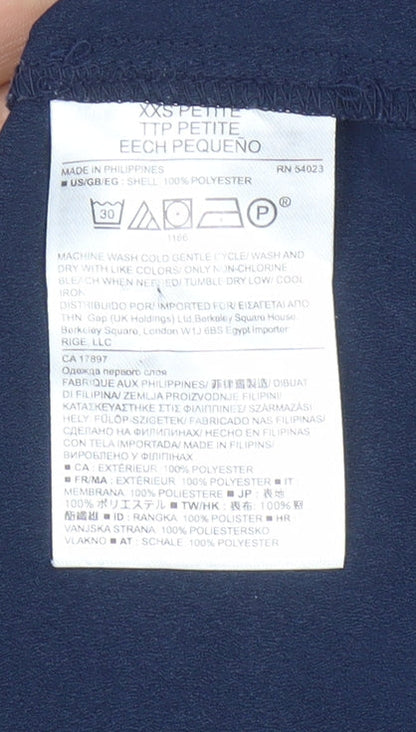 XXS PETITE
TTP PETITE
EECH PEQUEÑO
MADE IN PHILIPPINES RN 54023
■ US/GB/EG : SHELL 100% POLYESTER
30 P ®
1166
MACHINE WASH COLD GENTLE CYCLE/ WASH AND
DRY WITH LIKE COLORS/ ONLY NON-CHLORINE
BLEACH WHEN NEEDED/ TUMBLE DRY LOW/ COOL
IRON
DISTRIBUIDO POR/ IMPORTED FOR/ ΕΙΣΑΓΕΤΑΙ ΑΠΟ
ΤΗΝ: Gap (UK Holdings) Ltd,Berkeley Square House,
Berkeley Square, London W1J 6BS Egypt importer
RIGE, LLC
CA 17897
Одежда первого слоя
FABRIQUE AUX PHILIPPINES/ 菲律賓製造/ DIBUAT
DI FILIPINA/ ZEMLJA PROIZVODNJE FILIPINI/
ΚΑΤΑΣΚΕΥΑΣΤΗΚΕ ΣΤΙΣ ΦΙΛΙΠΠΙΝΕΣ/ SZÁRMAZÁSI
HELY: FÜLÖP-SZIGETEK/ FABRICADO NAS FILIPINAS/
СДЕЛАНО НА ФИЛИПИНАХ/ HECHO EN FILIPINAS
CON TELA IMPORTADA/ MADE IN FILIPINS/
ВИРОБЛЕНО У ФІЛІПІНАХ
■ CA : EXTÉRIEUR: 100% POLYESTER
■ FR/MA : EXTÉRIEUR: 100% POLYESTER ■ IT :
MEMBRANA: 100% POLIESTERE ■ JP : 表地
100% ポリエステル ■ TW/HK : 表布: 100% 聚
酯纖維 ■ ID : RANGKA: 100% POLISTER ■ HR
VANJSKA STRANA: 100% POLIESTERSKO
VLAKNO ■ AT : SCHALE: 100% POLYESTER